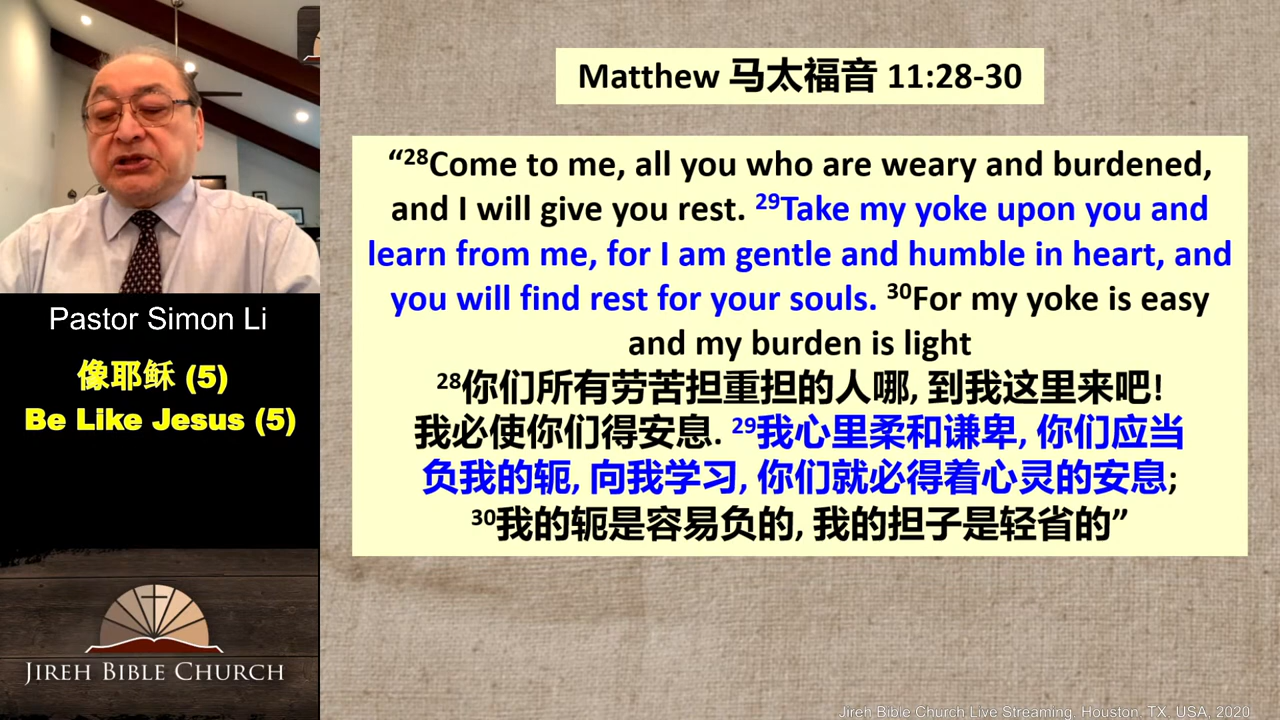 Pastor Simon Li
像耶稣 (5)
Be Like Jesus (5)
JIREH BIBLE CHURCH
Matthew 马太福音 11:28-30
“28Come to me, all you who are weary and burdened,
and I will give you rest. 29Take my yoke upon you and
learn from me, for I am gentle and humble in heart, and
you will find rest for your souls. 30For my yoke is easy
and my burden is light
28你们所有劳苦担重担的人哪, 到我这里来吧!
我必使你们得安息. 29我心里柔和谦卑, 你们应当
负我的轭, 向我学习, 你们就必得着心灵的安息;
30我的轭是容易负的, 我的担子是轻省的”
Jireh Bible Church Live Streaming, Houston, TX, USA, 2020